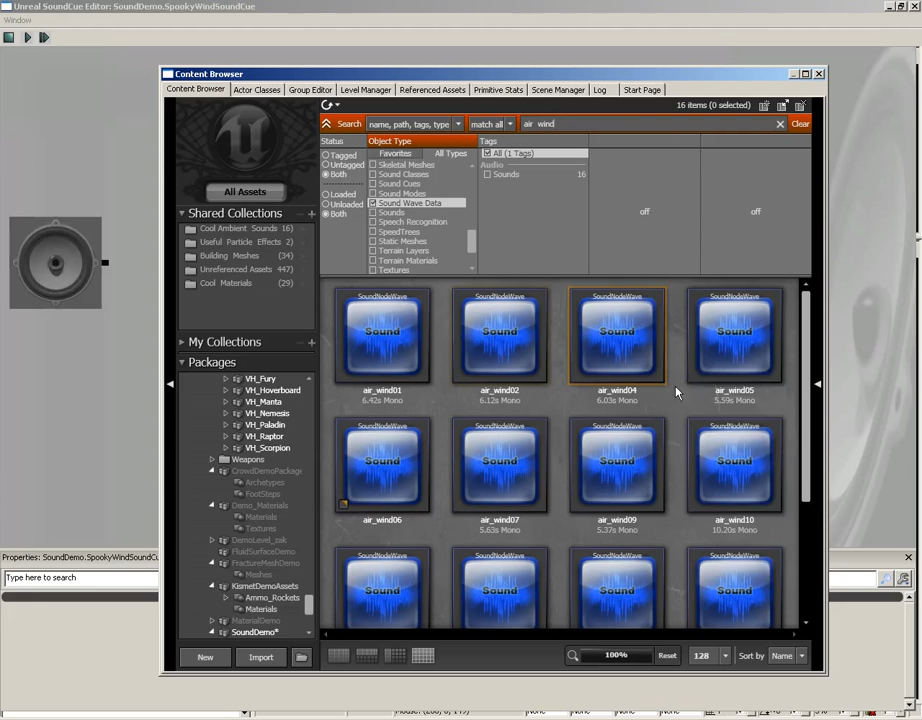 Unreal SoundCue Editor: SoundDemo.SpookyWindSoundCue
Window
Content Browser
Content Browser Actor Classes Group Editor Level Manager Referenced Assets Primitive Stats Scene Manager Log Start Page
16 items (0 selected)
Search name, path, tags, type match all air wind Clear
Status Object Type Tags
Tagged Favorites All Types All (1 Tags)
Untagged Skeletal Meshes Audio
Both Sound Classes Sounds 16
Sound Cues
Loaded Sound Modes
Unloaded Sound Wave Data
Both Sounds off off
Speech Recognition
SpeedTrees
Static Meshes
Terrain Layers
Terrain Materials
Textures
All Assets
Shared Collections
Cool Ambient Sounds 16)
Useful Particle Effects 2)
Building Meshes (34)
Unreferenced Assets 447)
Cool Materials (29)
My Collections
Packages
VH_Fury
VH_Hoverboard
VH_Manta
VH_Nemesis
VH_Paladin
VH_Raptor
VH_Scorpion
Weapons
CrowdDemoPackage
Archetypes
FootSteps
Demo_Materials
Materials
Textures
DemoLevel_zak
FluidSurfaceDemo
FractureMeshDemo
Meshes
KismetDemoAssets
Ammo_Rockets
Materials
MaterialDemo
SoundDemo*
New Import
SoundNodeWave SoundNodeWave SoundNodeWave SoundNodeWave
Sound Sound Sound Sound
air_wind01 air_wind02 air_wind04 air_wind05
6.42s Mono 6.12s Mono 6.03s Mono 5.59s Mono
SoundNodeWave SoundNodeWave SoundNodeWave SoundNodeWave
Sound Sound Sound Sound
air_wind06 air_wind07 air_wind09 air_wind10
5.63s Mono 5.37s Mono 10.20s Mono
SoundNodeWave SoundNodeWave SoundNodeWave SoundNodeWave
Sound Sound Sound Sound
100% Reset 128 Sort by Name
Properties: SoundDemo.SpookyWindSoundCu
Type here to search